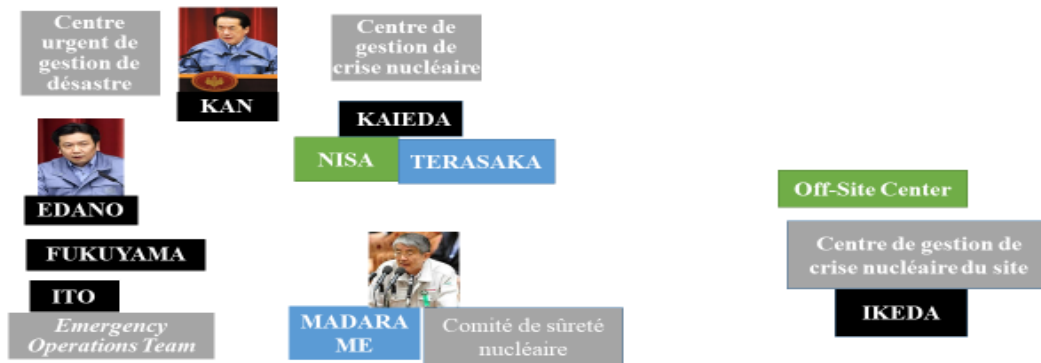 Centre
urgent de
gestion de
désastre
KAN
Centre de
gestion de
crise nucléaire
KAIEDA
NISA
TERASAKA
EDANO
FUKUYAMA
ITO
Emergency
Operations Team
MADARA
ME
Comité de sûreté
nucléaire
Off-Site Center
Centre de gestion de
crise nucléaire du site
IKEDA